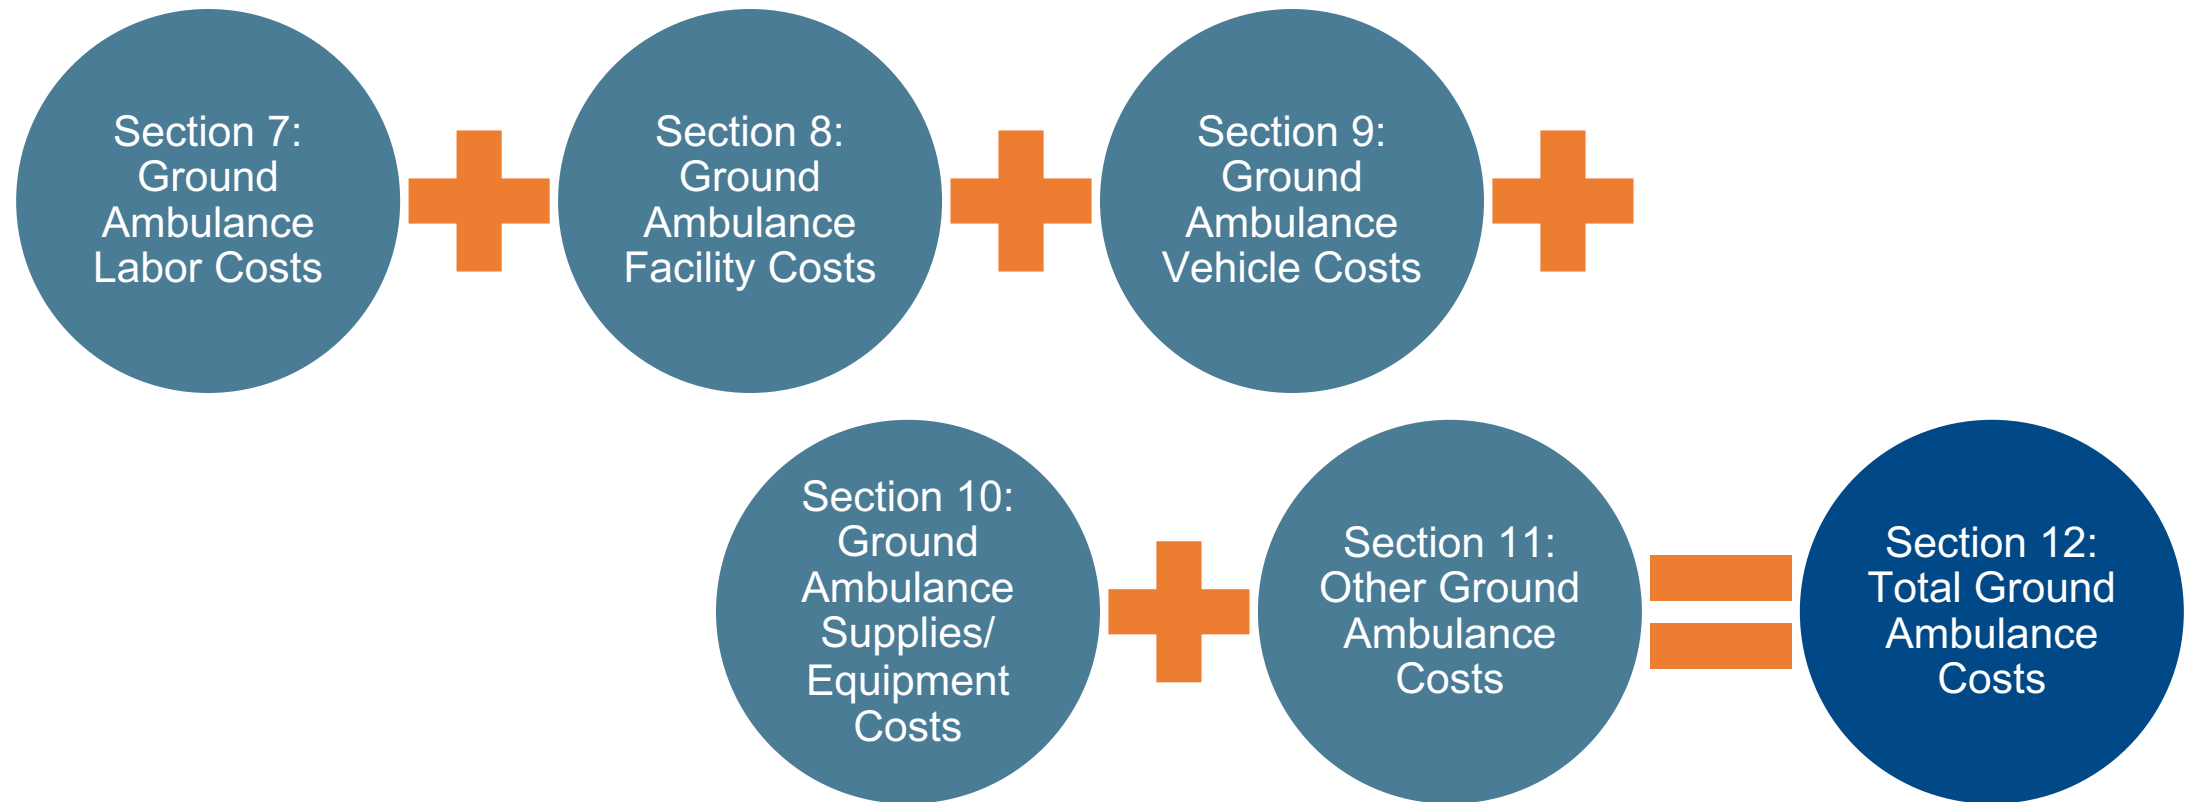 Section 7:
Ground
Ambulance
Labor Costs
Section 8:
Ground
Ambulance
Facility Costs
Section 9:
Ground
Ambulance
Vehicle Costs
Section 10:
Ground
Ambulance
Supplies/
Equipment
Costs
Section 11:
Other Ground
Ambulance
Costs
Section 12:
Total Ground
Ambulance
Costs